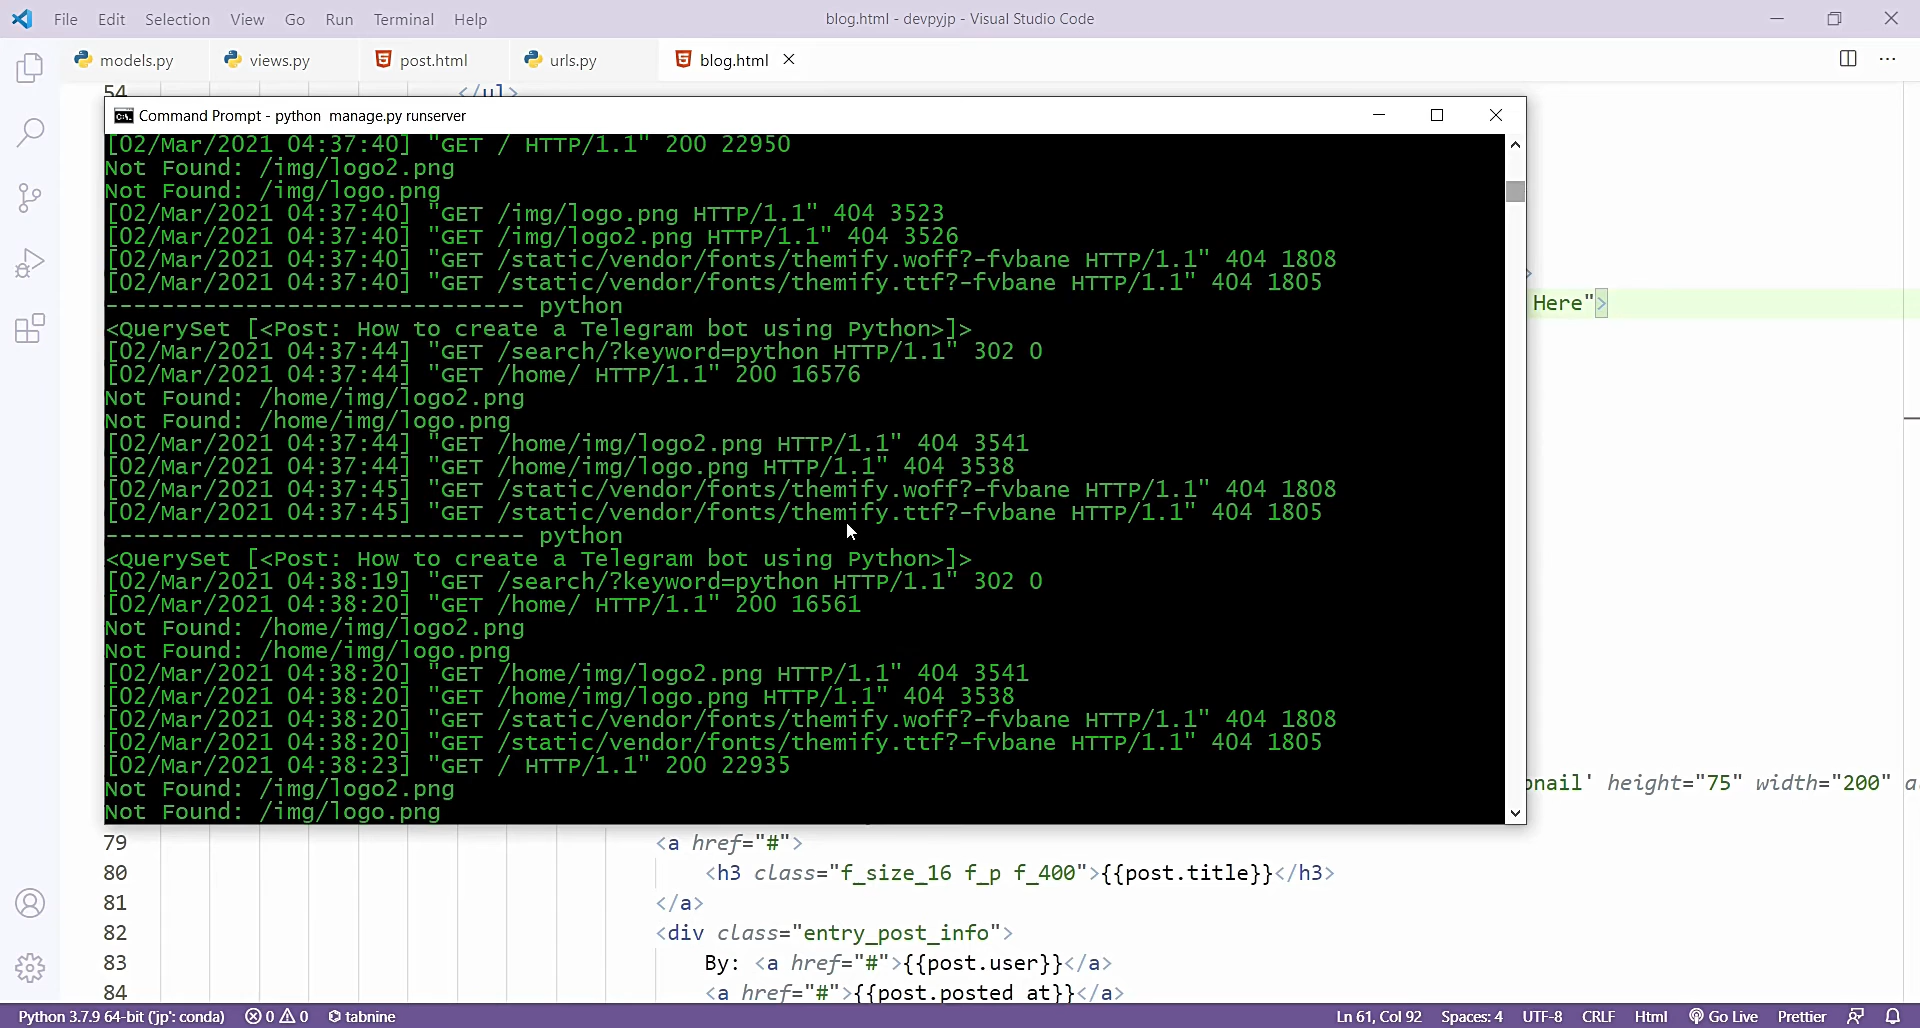 File Edit Selection View Go Run Terminal Help blog.html - devpyjp - Visual Studio Code
models.py views.py post.html urls.py blog.html
54 </ul>
Command Prompt - python  manage.py runserver
[02/Mar/2021 04:37:40] "GET / HTTP/1.1" 200 22950
Not Found: /img/logo2.png
Not Found: /img/logo.png
[02/Mar/2021 04:37:40] "GET /img/logo.png HTTP/1.1" 404 3523
[02/Mar/2021 04:37:40] "GET /img/logo2.png HTTP/1.1" 404 3526
[02/Mar/2021 04:37:40] "GET /static/vendor/fonts/themify.woff?-fvbane HTTP/1.1" 404 1808
[02/Mar/2021 04:37:40] "GET /static/vendor/fonts/themify.ttf?-fvbane HTTP/1.1" 404 1805
------------------------------ python
Here">
<QuerySet [<Post: How to create a Telegram bot using Python>]>
[02/Mar/2021 04:37:44] "GET /search/?keyword=python HTTP/1.1" 302 0
[02/Mar/2021 04:37:44] "GET /home/ HTTP/1.1" 200 16576
Not Found: /home/img/logo2.png
Not Found: /home/img/logo.png
[02/Mar/2021 04:37:44] "GET /home/img/logo2.png HTTP/1.1" 404 3541
[02/Mar/2021 04:37:44] "GET /home/img/logo.png HTTP/1.1" 404 3538
[02/Mar/2021 04:37:45] "GET /static/vendor/fonts/themify.woff?-fvbane HTTP/1.1" 404 1808
[02/Mar/2021 04:37:45] "GET /static/vendor/fonts/themify.ttf?-fvbane HTTP/1.1" 404 1805
------------------------------ python
<QuerySet [<Post: How to create a Telegram bot using Python>]>
[02/Mar/2021 04:38:19] "GET /search/?keyword=python HTTP/1.1" 302 0
[02/Mar/2021 04:38:20] "GET /home/ HTTP/1.1" 200 16561
Not Found: /home/img/logo2.png
Not Found: /home/img/logo.png
[02/Mar/2021 04:38:20] "GET /home/img/logo2.png HTTP/1.1" 404 3541
[02/Mar/2021 04:38:20] "GET /home/img/logo.png HTTP/1.1" 404 3538
[02/Mar/2021 04:38:20] "GET /static/vendor/fonts/themify.woff?-fvbane HTTP/1.1" 404 1808
[02/Mar/2021 04:38:20] "GET /static/vendor/fonts/themify.ttf?-fvbane HTTP/1.1" 404 1805
[02/Mar/2021 04:38:23] "GET / HTTP/1.1" 200 22935
Not Found: /img/logo2.png
Not Found: /img/logo.png
nail' height="75" width="200" a
79 <a href="#">
80 <h3 class="f_size_16 f_p f_400">{{post.title}}</h3>
81 </a>
82 <div class="entry_post_info">
83 By: <a href="#">{{post.user}}</a>
84 <a href="#">{{post.posted at}}</a>
Python 3.7.9 64-bit ('jp': conda) 0 0 tabnine Ln 61, Col 92 Spaces: 4 UTF-8 CRLF Html Go Live Prettier